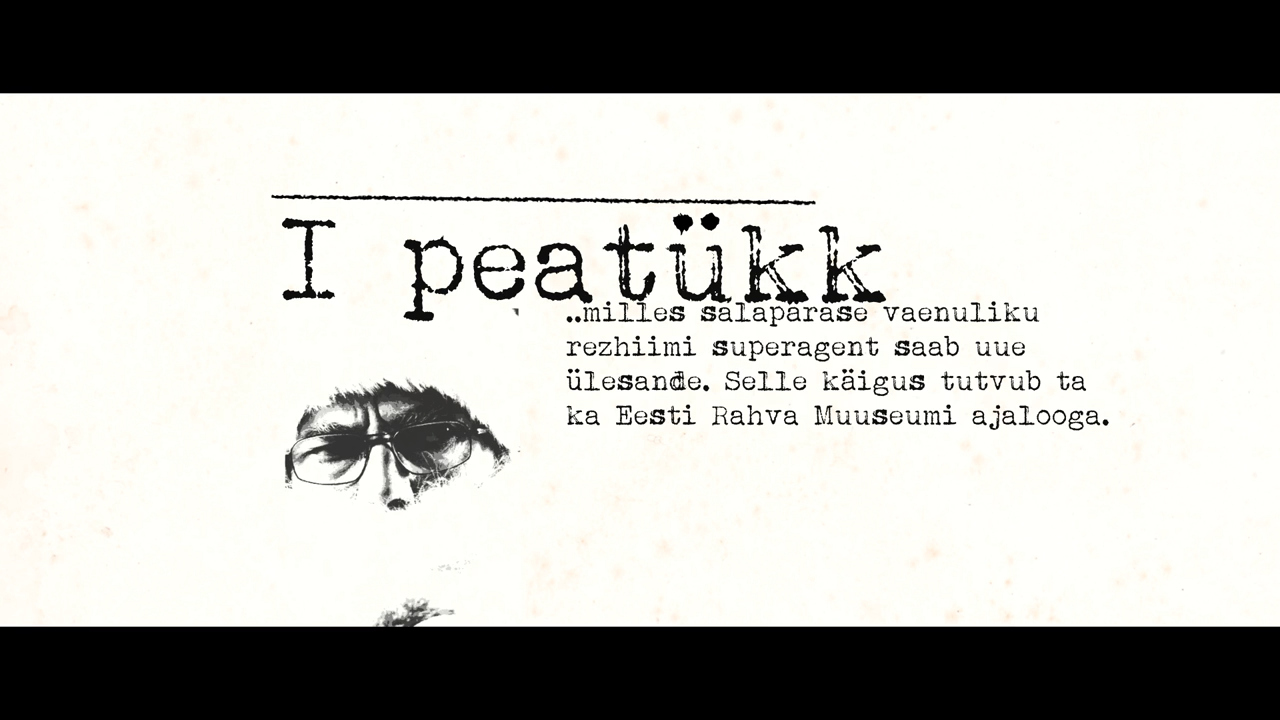 I peatükk
..milles salapärase vaenuliku
rezhiimi superagent saab uue
ülesande. Selle käigus tutvub ta
ka Eesti Rahva Muuseumi ajalooga.